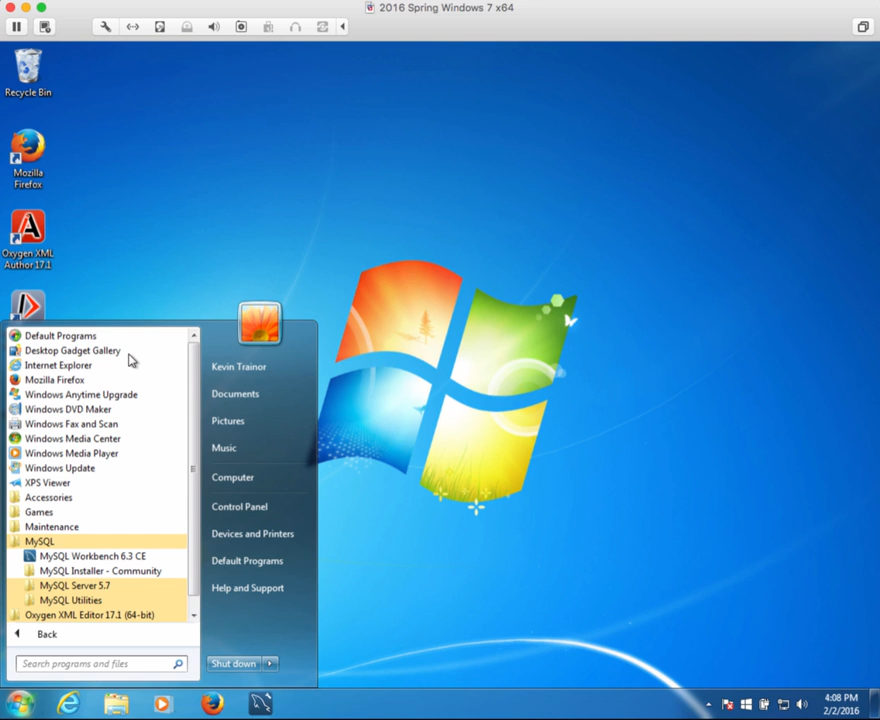 2016 Spring Windows 7 x64
Recycle Bin
Mozilla
Firefox
Oxygen XML
Author 17.1
Default Programs
Desktop Gadget Gallery
Internet Explorer
Mozilla Firefox
Windows Anytime Upgrade
Windows DVD Maker
Windows Fax and Scan
Windows Media Center
Windows Media Player
Windows Update
XPS Viewer
Accessories
Games
Maintenance
MySQL
MySQL Workbench 6.3 CE
MySQL Installer - Community
MySQL Server 5.7
MySQL Utilities
Oxygen XML Editor 17.1 (64-bit)
Back
Search programs and files
Kevin Trainor
Documents
Pictures
Music
Computer
Control Panel
Devices and Printers
Default Programs
Help and Support
Shut down
4:08 PM
2/2/2016